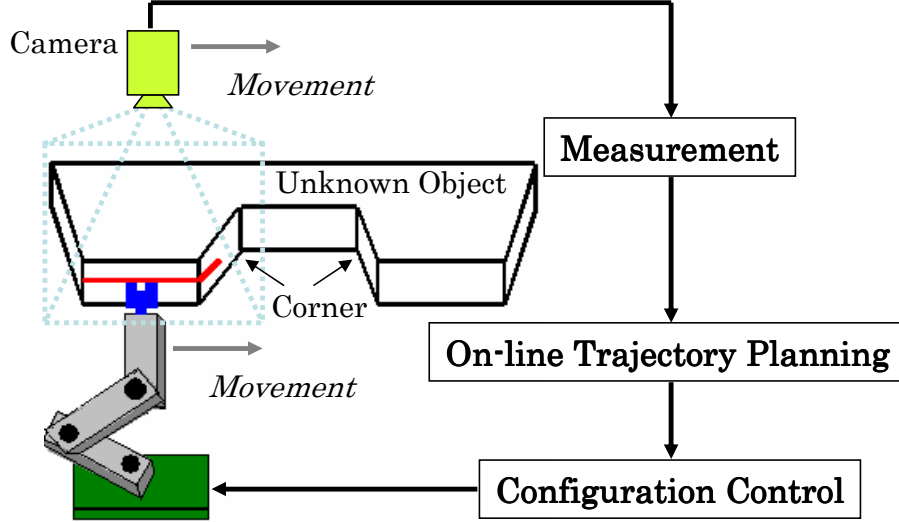 Camera
Movement
Measurement
Unknown Object
Corner
On-line Trajectory Planning
Movement
Configuration Control